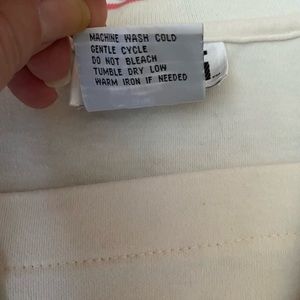 MACHINE WASH COLD
GENTLE CYCLE
DO NOT BLEACH
TUMBLE DRY LOW
WARM IRON IF NEEDED